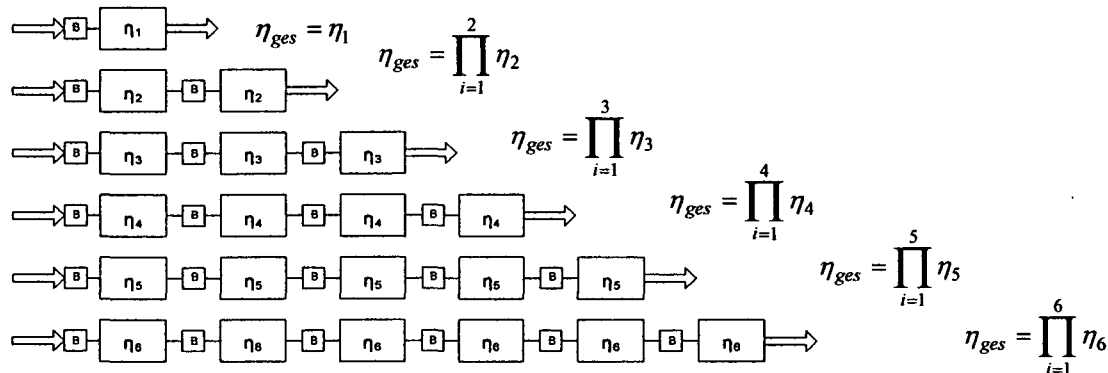 B η₁ η_ges = η₁
B η₂ B η₂ η_ges = ∏_{i=1}^{2} η₂
B η₃ B η₃ B η₃ η_ges = ∏_{i=1}^{3} η₃
B η₄ B η₄ B η₄ B η₄ η_ges = ∏_{i=1}^{4} η₄
B η₅ B η₅ B η₅ B η₅ B η₅ η_ges = ∏_{i=1}^{5} η₅
B η₆ B η₆ B η₆ B η₆ B η₆ B η₆ η_ges = ∏_{i=1}^{6} η₆